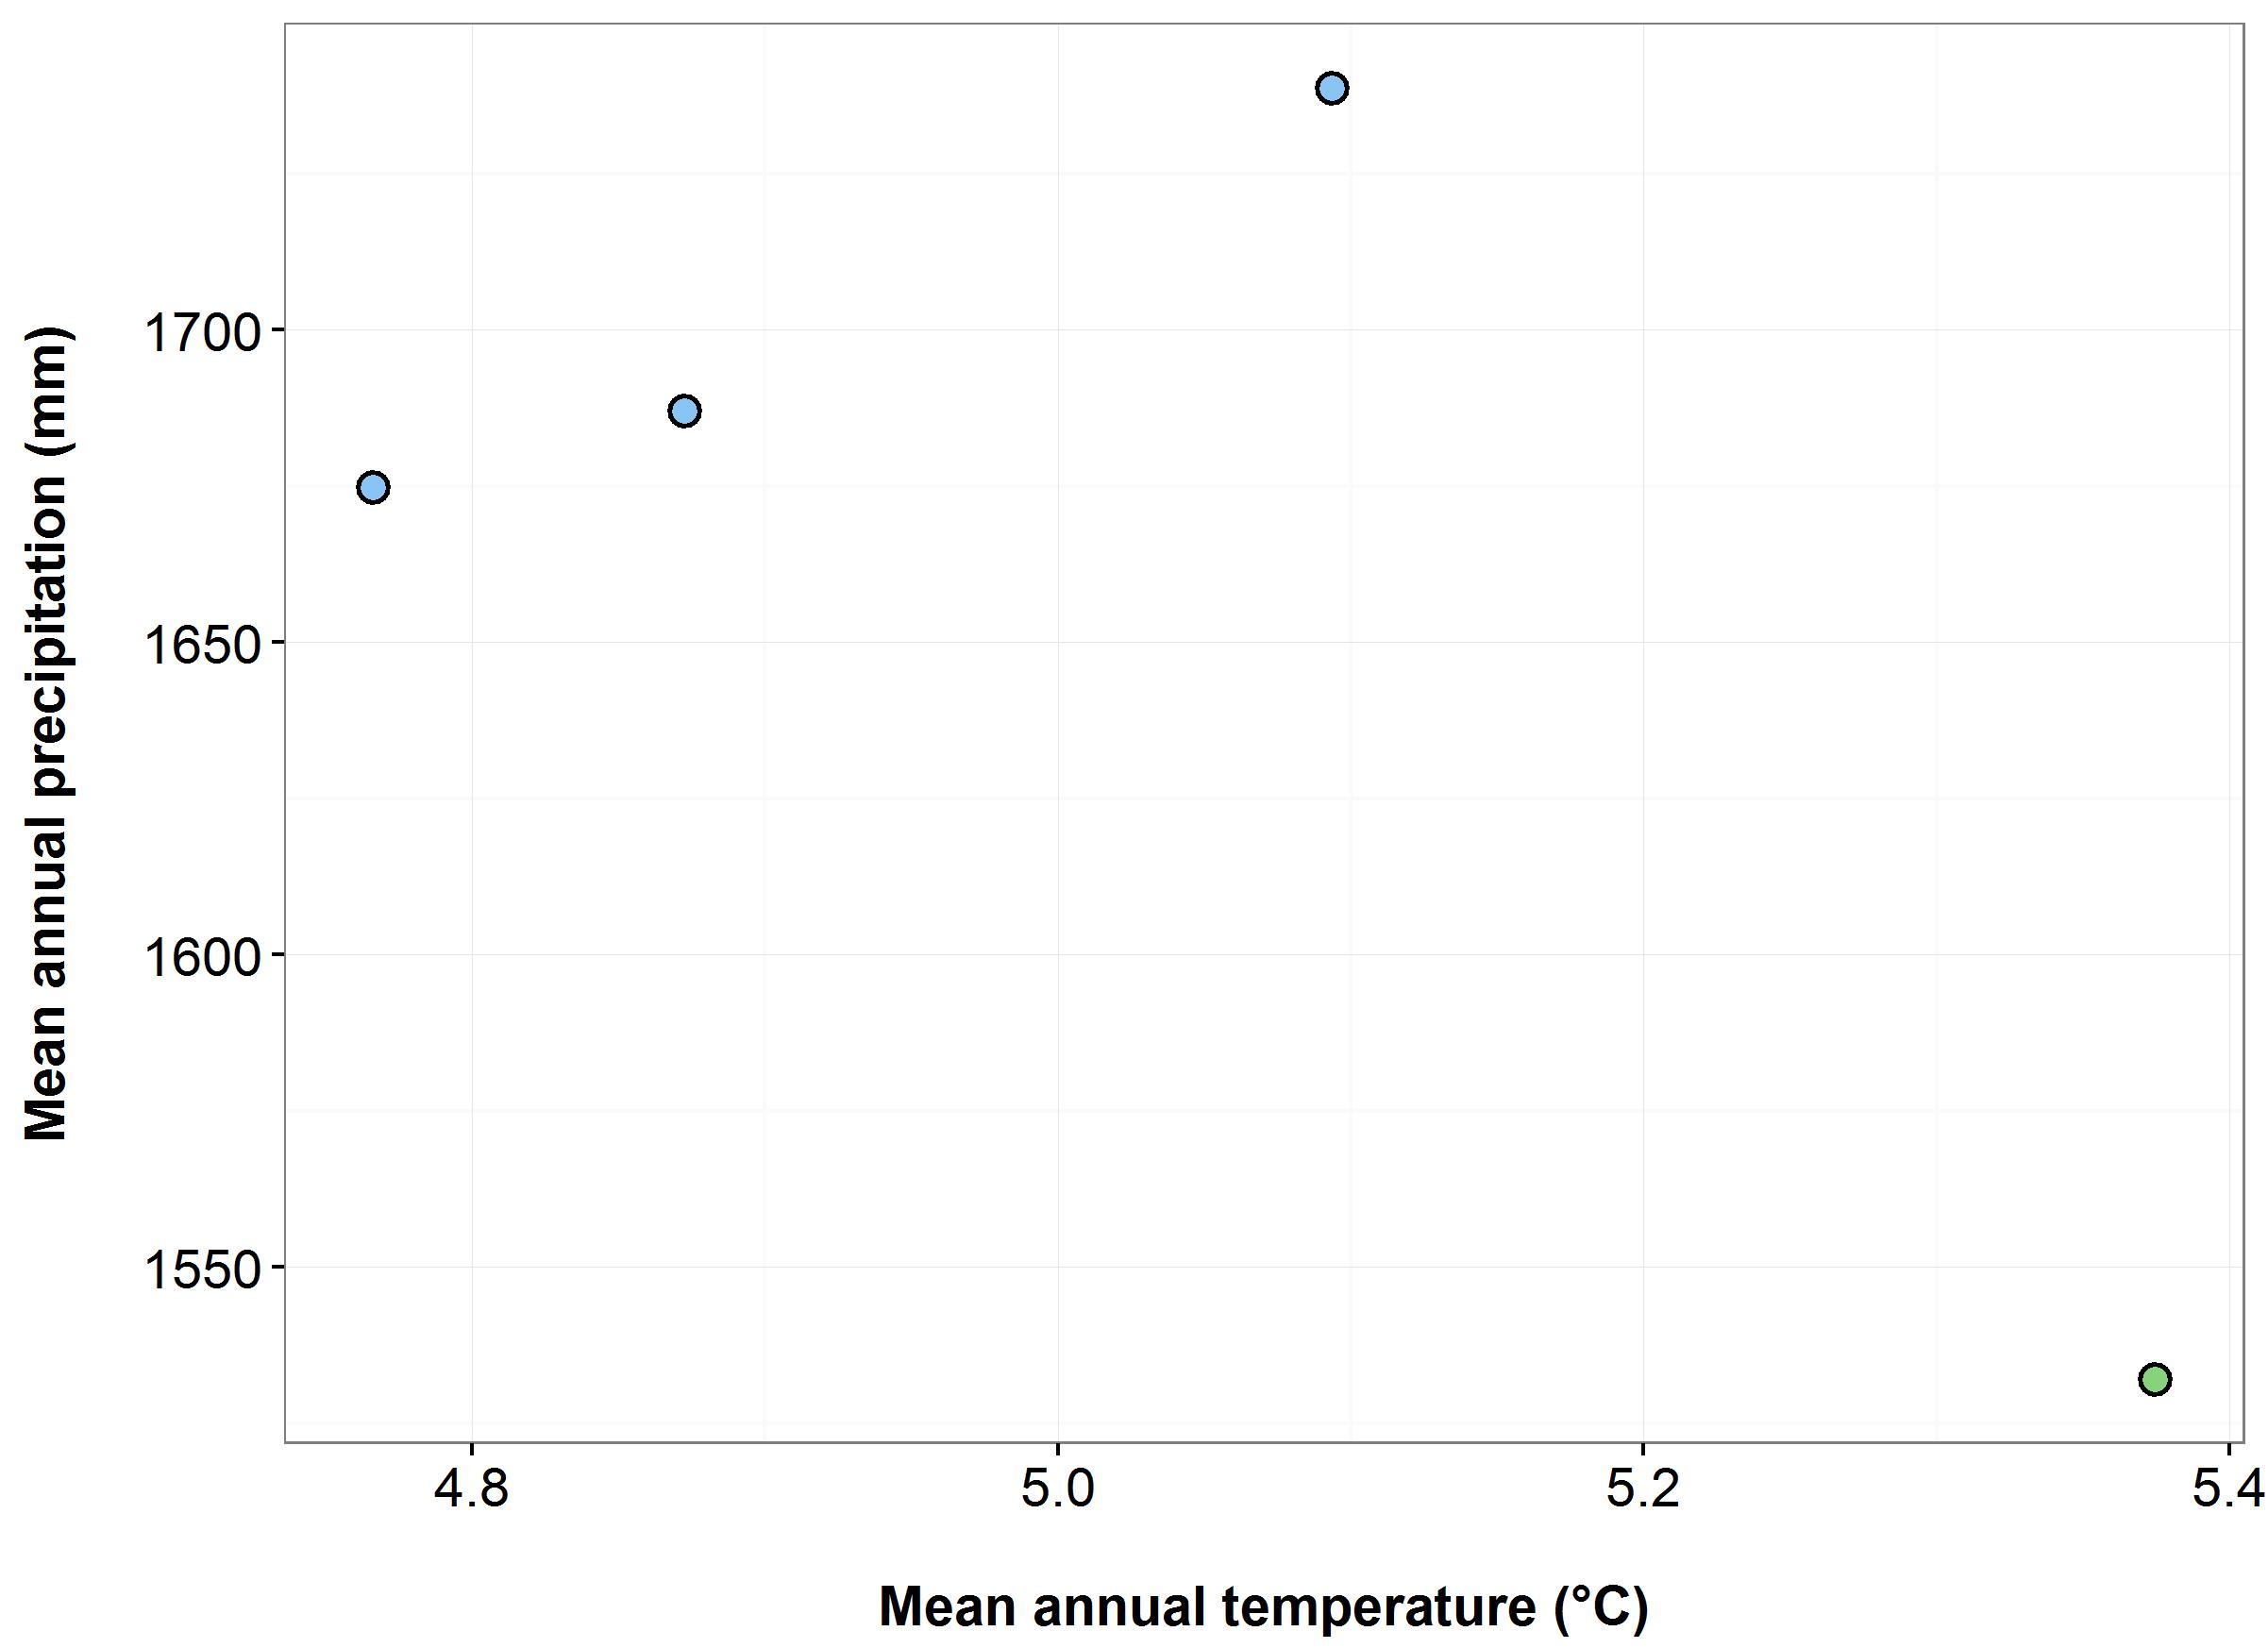 Mean annual precipitation (mm)
1700
1650
1600
1550
4.8 5.0 5.2 5.4
Mean annual temperature (°C)